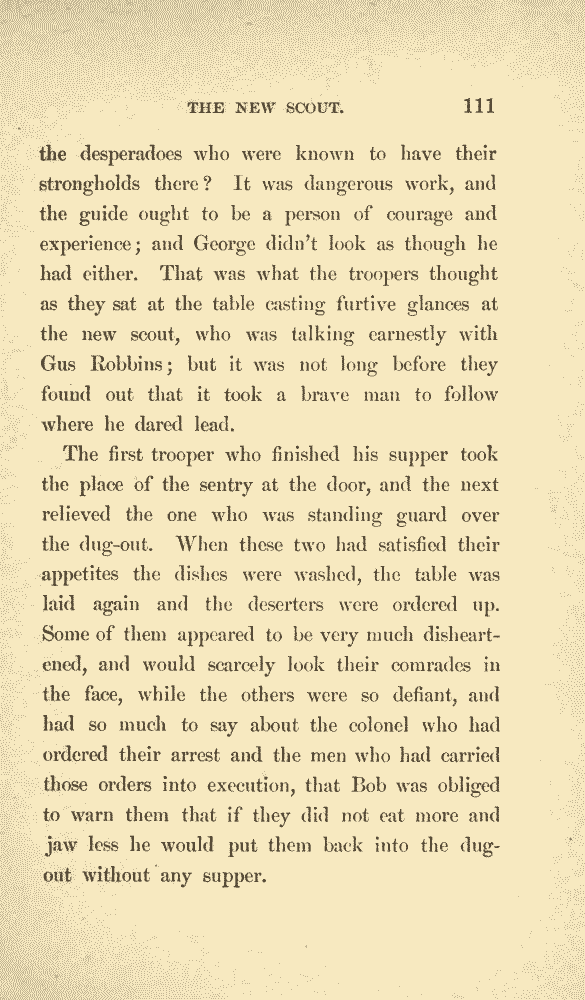 THE NEW SCOUT. 111
the desperadoes who were known to have their
strongholds there? It was dangerous work, and
the guide ought to be a person of courage and
experience; and George didn't look as though he
had either. That was what the troopers thought
as they sat at the table casting furtive glances at
the new scout, who was talking earnestly with
Gus Robbins; but it was not long before they
found out that it took a brave man to follow
where he dared lead.
The first trooper who finished his supper took
the place of the sentry at the door, and the next
relieved the one who was standing guard over
the dug-out. When these two had satisfied their
appetites the dishes were washed, the table was
laid again and the deserters were ordered up.
Some of them appeared to be very much disheart-
ened, and would scarcely look their comrades in
the face, while the others were so defiant, and
had so much to say about the colonel who had
ordered their arrest and the men who had carried
those orders into execution, that Bob was obliged
to warn them that if they did not eat more and
jaw less he would put them back into the dug-
out without any supper.